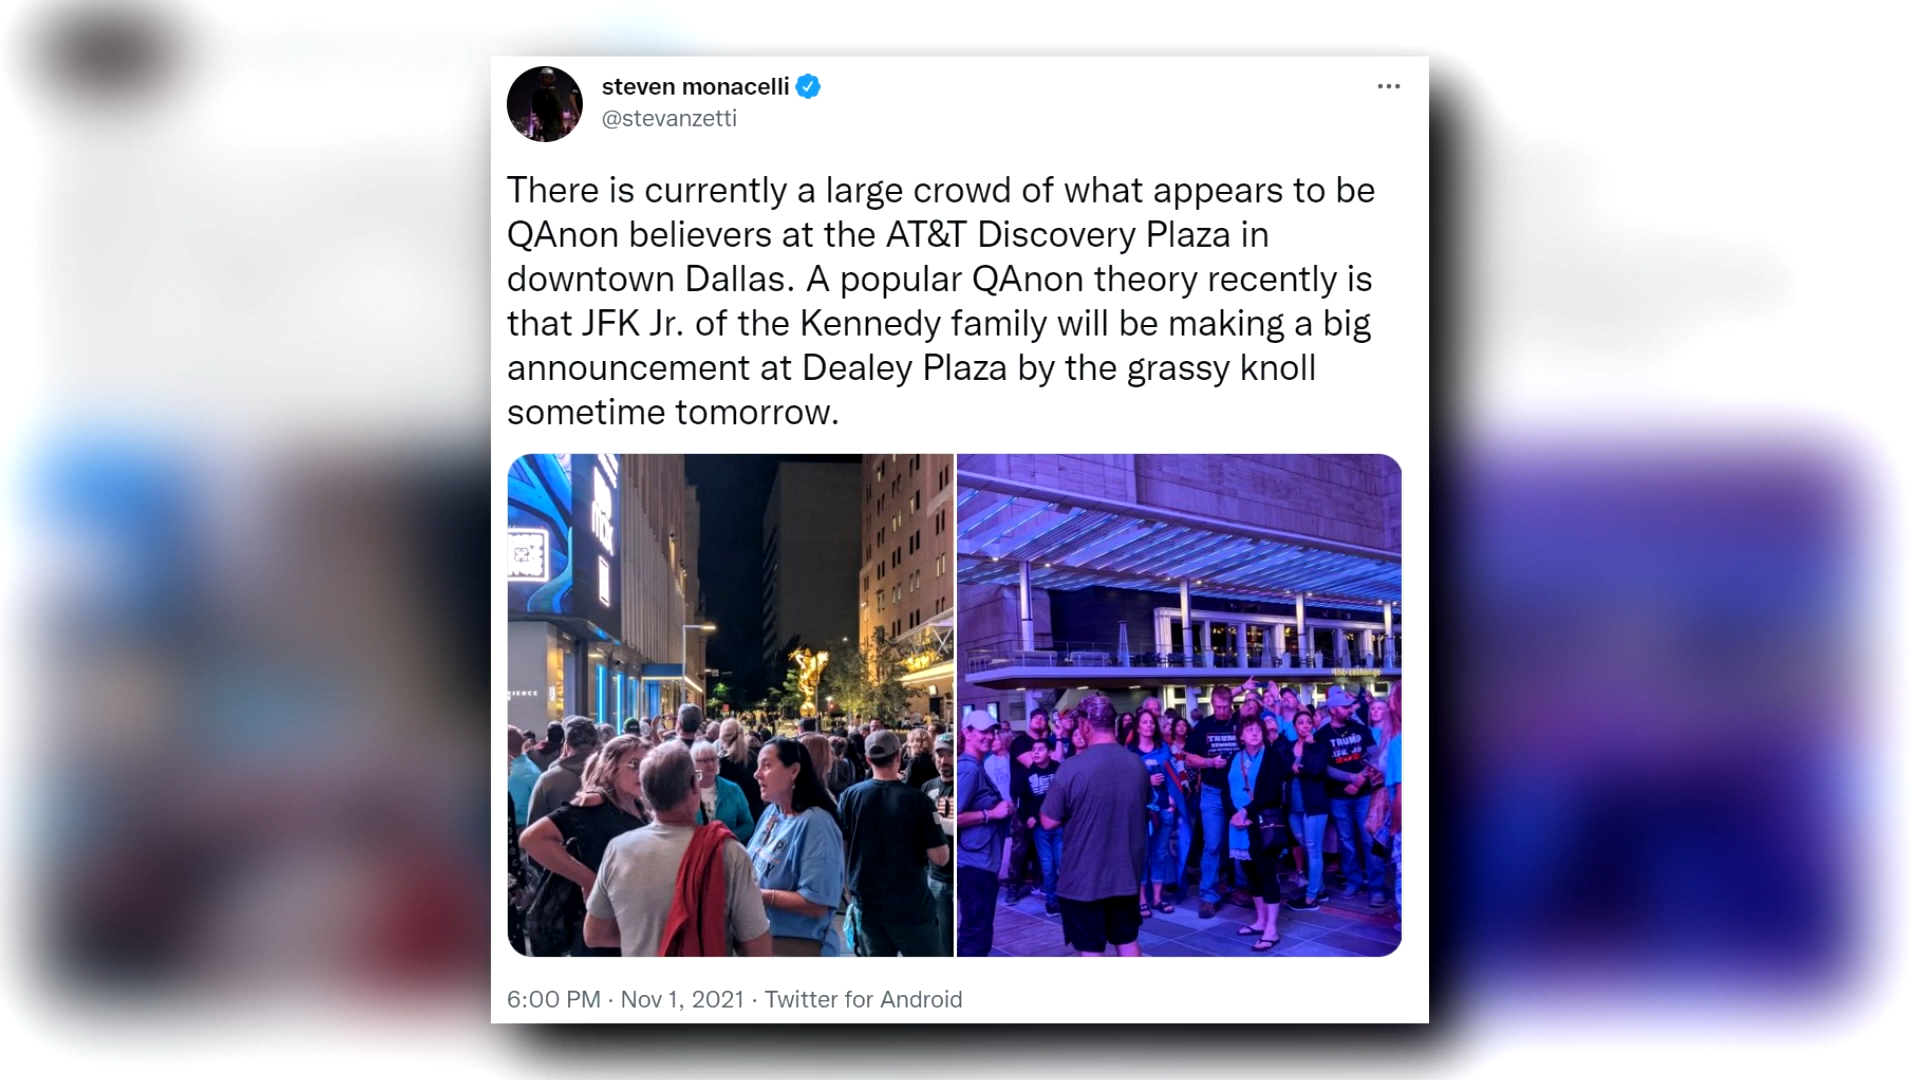 steven monacelli
@stevanzetti
There is currently a large crowd of what appears to be
QAnon believers at the AT&T Discovery Plaza in
downtown Dallas. A popular QAnon theory recently is
that JFK Jr. of the Kennedy family will be making a big
announcement at Dealey Plaza by the grassy knoll
sometime tomorrow.
TRUMP
TRUMP
6:00 PM · Nov 1, 2021 · Twitter for Android